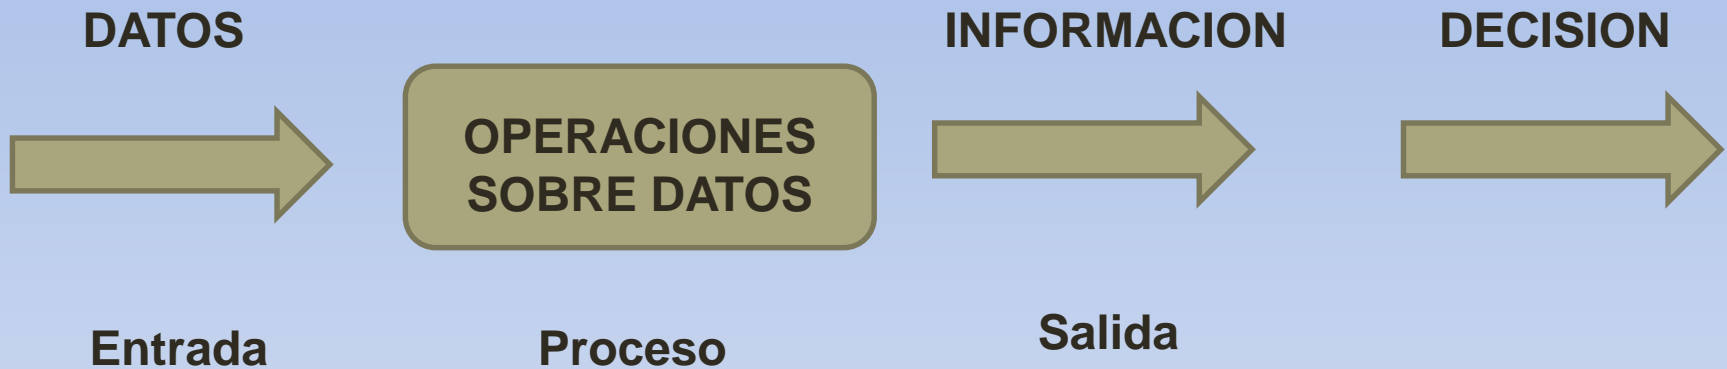 DATOS
INFORMACION
DECISION
OPERACIONES
SOBRE DATOS
Entrada
Proceso
Salida